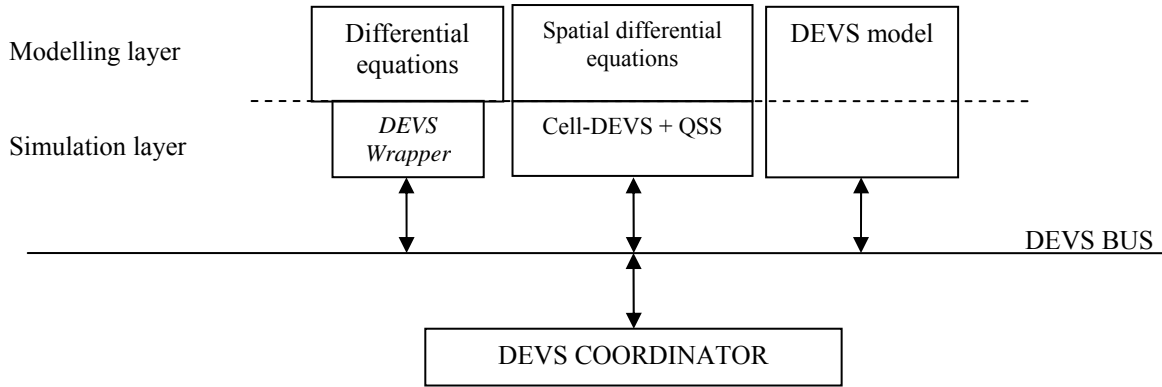 Modelling layer
Differential
equations
Spatial differential
equations
DEVS model
Simulation layer
DEVS
Wrapper
Cell-DEVS + QSS
DEVS BUS
DEVS COORDINATOR